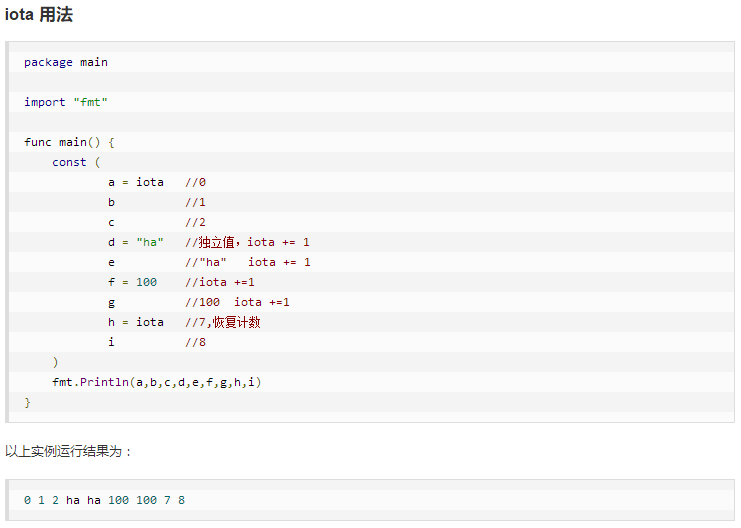 iota 用法
package main
import "fmt"
func main() {
    const (
            a = iota   //0
            b          //1
            c          //2
            d = "ha"   //独立值，iota += 1
            e          //"ha"   iota += 1
            f = 100    //iota +=1
            g          //100  iota +=1
            h = iota   //7,恢复计数
            i          //8
    )
    fmt.Println(a,b,c,d,e,f,g,h,i)
}
以上实例运行结果为：
0 1 2 ha ha 100 100 7 8